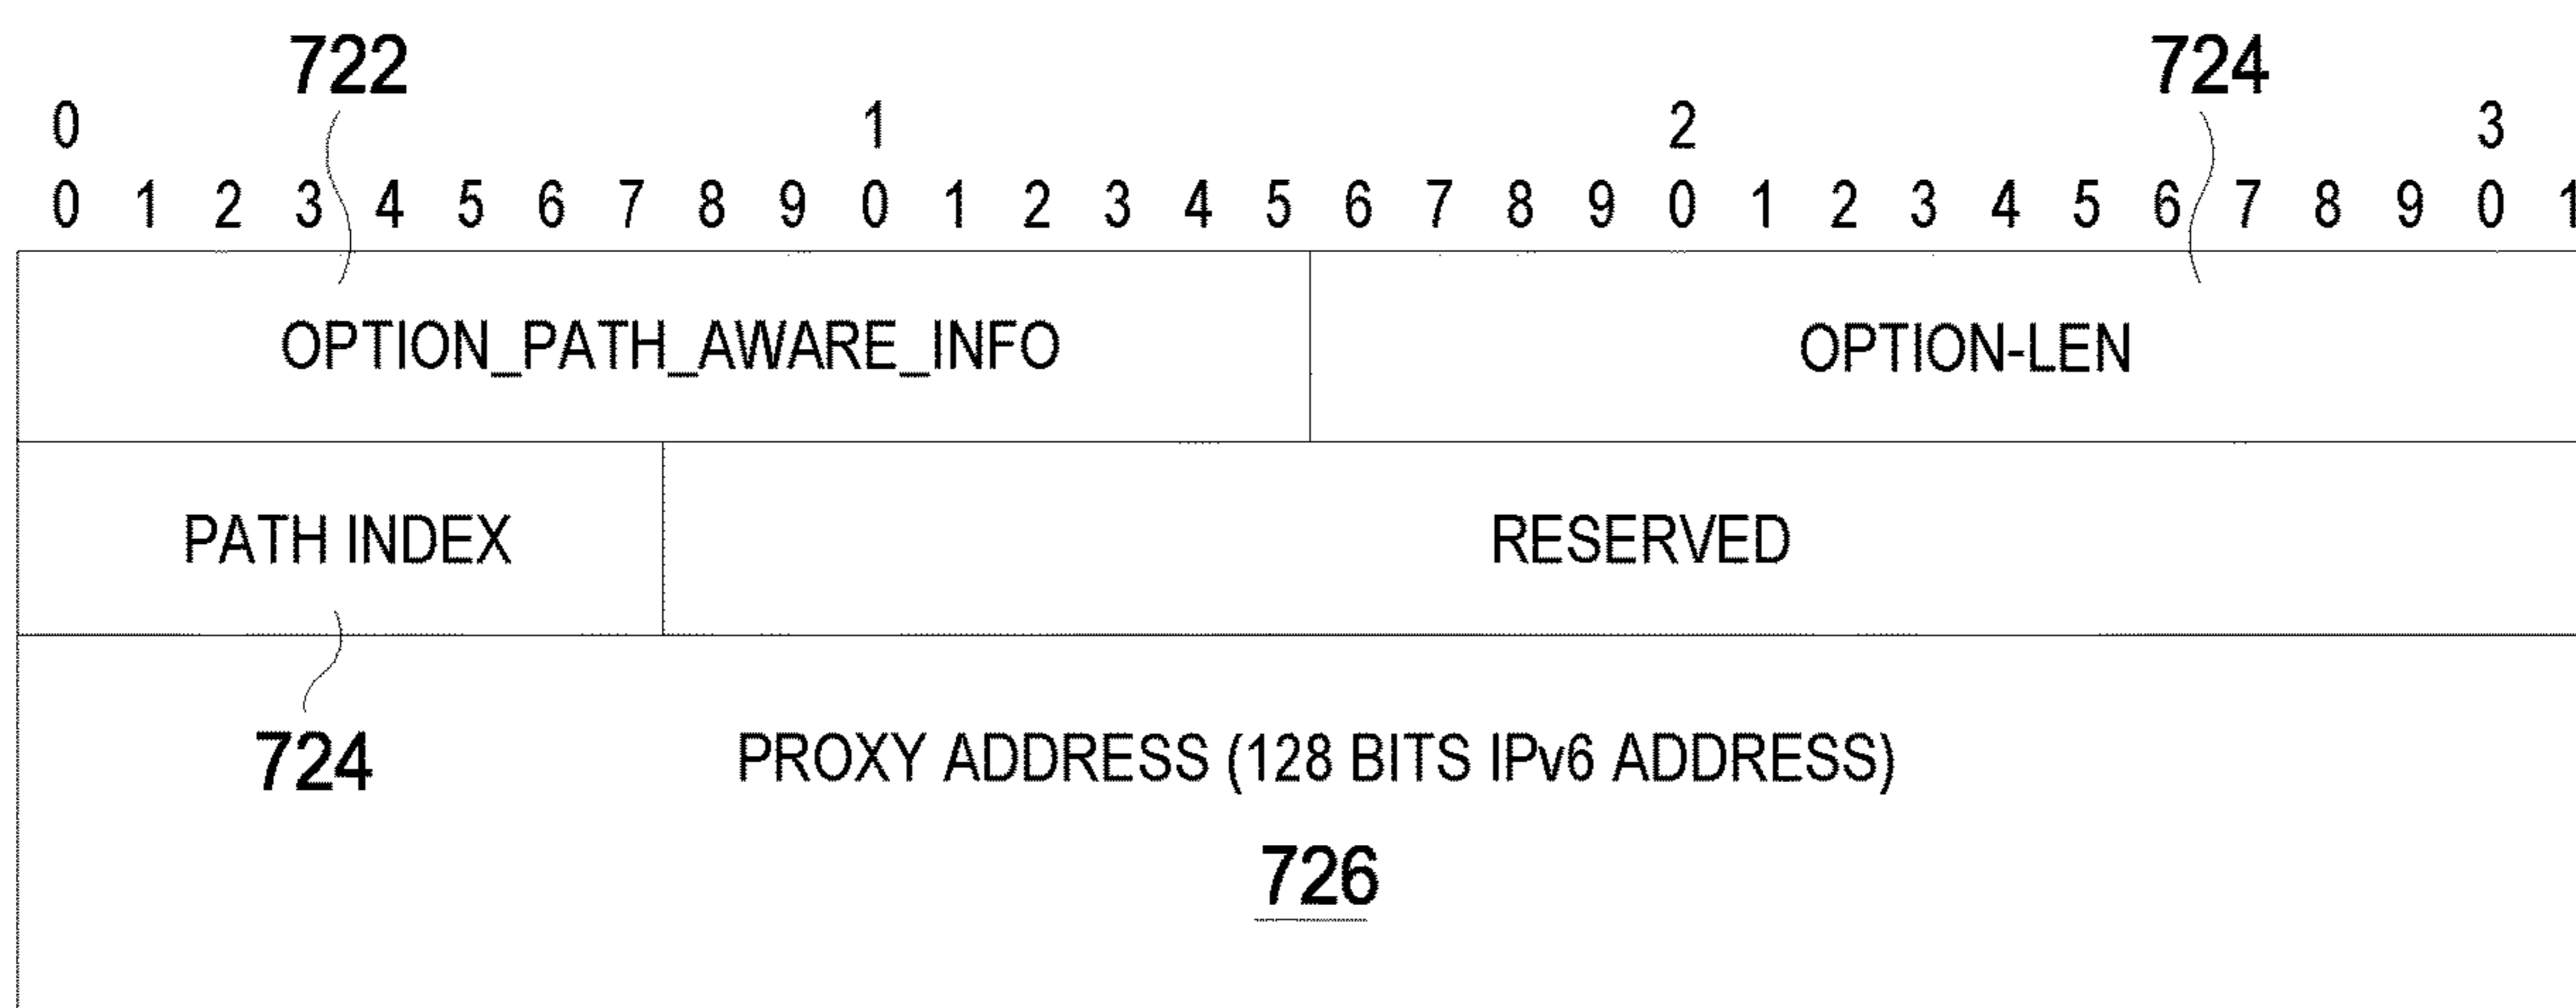 722 724
0 1 2 3
0 1 2 3 4 5 6 7 8 9 0 1 2 3 4 5 6 7 8 9 0 1 2 3 4 5 6 7 8 9 0 1
OPTION_PATH_AWARE_INFO OPTION-LEN
PATH INDEX RESERVED
724 PROXY ADDRESS (128 BITS IPv6 ADDRESS)
726